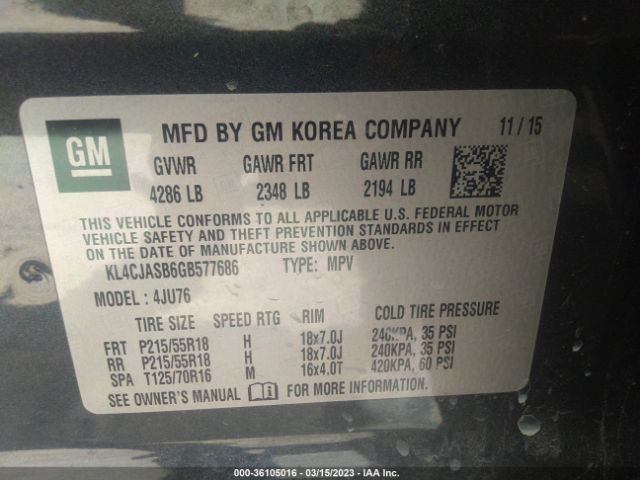 GM
MFD BY GM KOREA COMPANY 11 / 15
GVWR GAWR FRT GAWR RR
4286 LB 2348 LB 2194 LB
THIS VEHICLE CONFORMS TO ALL APPLICABLE U.S. FEDERAL MOTOR
VEHICLE SAFETY AND THEFT PREVENTION STANDARDS IN EFFECT
ON THE DATE OF MANUFACTURE SHOWN ABOVE.
KL4CJASB6GB577686 TYPE: MPV
MODEL : 4JU76
TIRE SIZE SPEED RTG RIM COLD TIRE PRESSURE
FRT P215/55R18 H 18x7.0J 240KPA, 35 PSI
RR P215/55R18 H 18x7.0J 240KPA, 35 PSI
SPA T125/70R16 M 16x4.0T 420KPA, 60 PSI
SEE OWNER'S MANUAL FOR MORE INFORMATION.
000-36105016 - 03/15/2023 - IAA Inc.